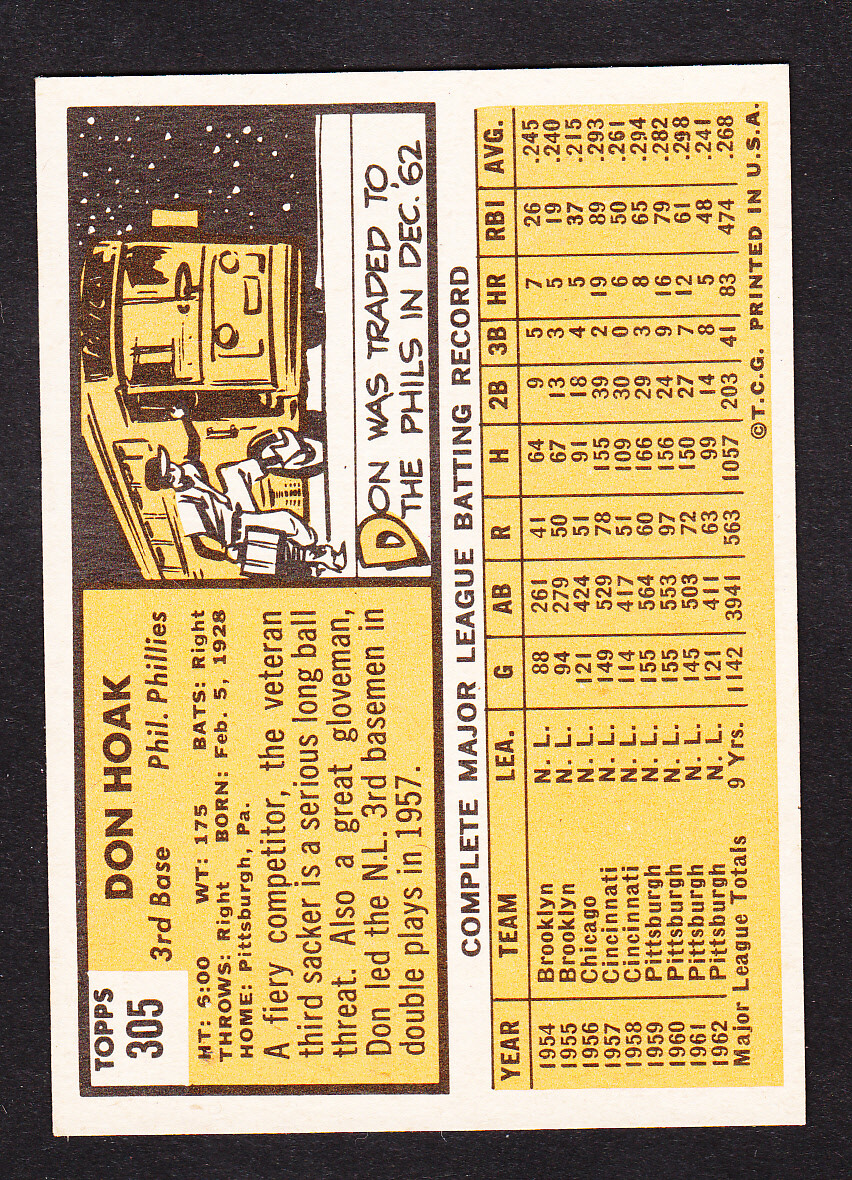 TOPPS
305
DON HOAK
3rd Base Phil. Phillies
HT: 6:00 WT: 175 BATS: Right
THROWS: Right BORN: Feb. 5, 1928
HOME: Pittsburgh, Pa.
A fiery competitor, the veteran
third sacker is a serious long ball
threat. Also a great gloveman,
Don led the N.L. 3rd basemen in
double plays in 1957.
DON WAS TRADED TO
THE PHILS IN DEC. '62
COMPLETE MAJOR LEAGUE BATTING RECORD
YEAR TEAM LEA. G AB R H 2B 3B HR RBI AVG.
1954 Brooklyn N. L. 88 261 41 64 9 5 7 26 .245
1955 Brooklyn N. L. 94 279 50 67 13 3 5 19 .240
1956 Chicago N. L. 121 424 51 91 18 4 5 37 .215
1957 Cincinnati N. L. 149 529 78 155 39 2 19 89 .293
1958 Cincinnati N. L. 114 417 51 109 30 0 6 50 .261
1959 Pittsburgh N. L. 155 564 60 166 29 3 8 65 .294
1960 Pittsburgh N. L. 155 553 97 156 24 9 16 79 .282
1961 Pittsburgh N. L. 145 503 72 150 27 7 12 61 .298
1962 Pittsburgh N. L. 121 411 63 99 14 8 5 48 .241
Major League Totals 9 Yrs. 1142 3941 563 1057 203 41 83 474 .268
©T.C.G. PRINTED IN U.S.A.